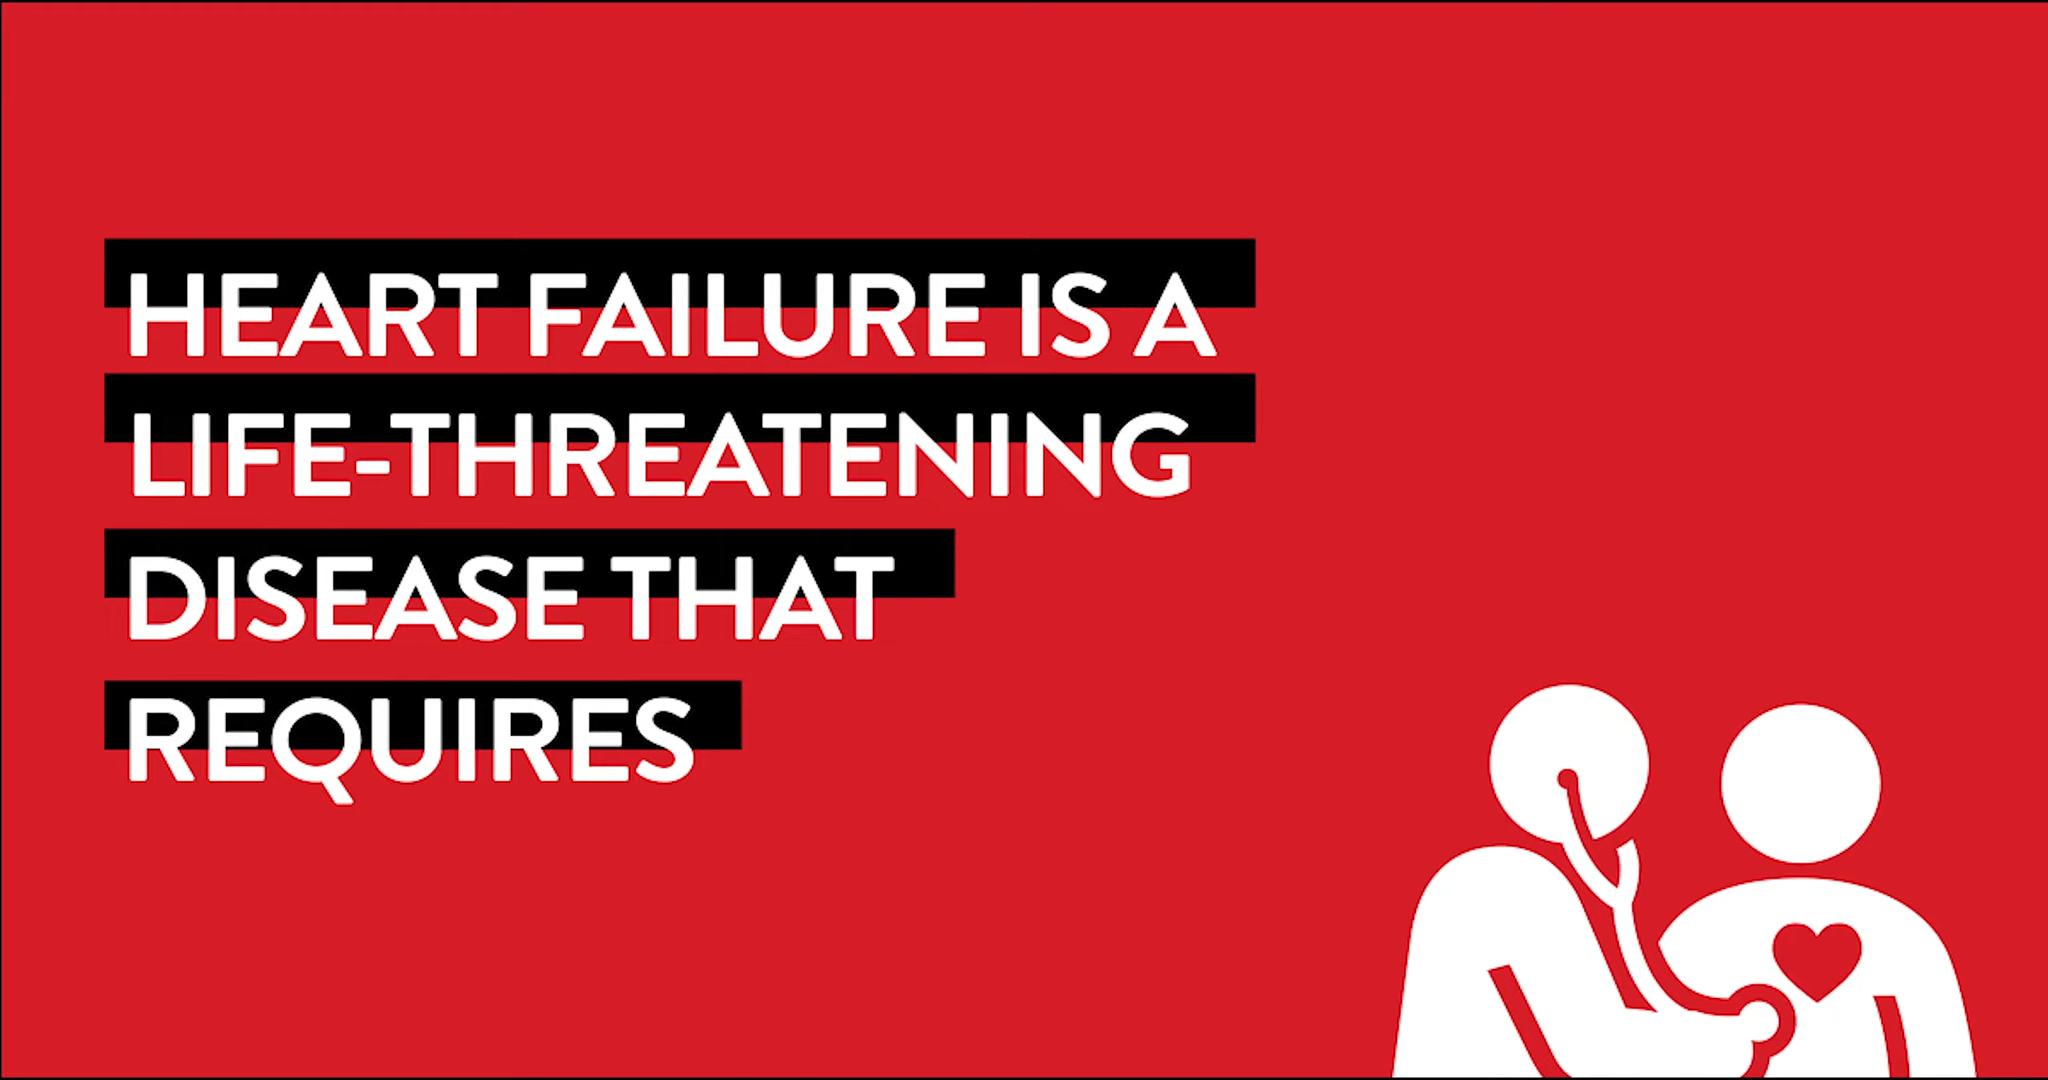 HEART FAILURE IS A
LIFE-THREATENING
DISEASE THAT
REQUIRES